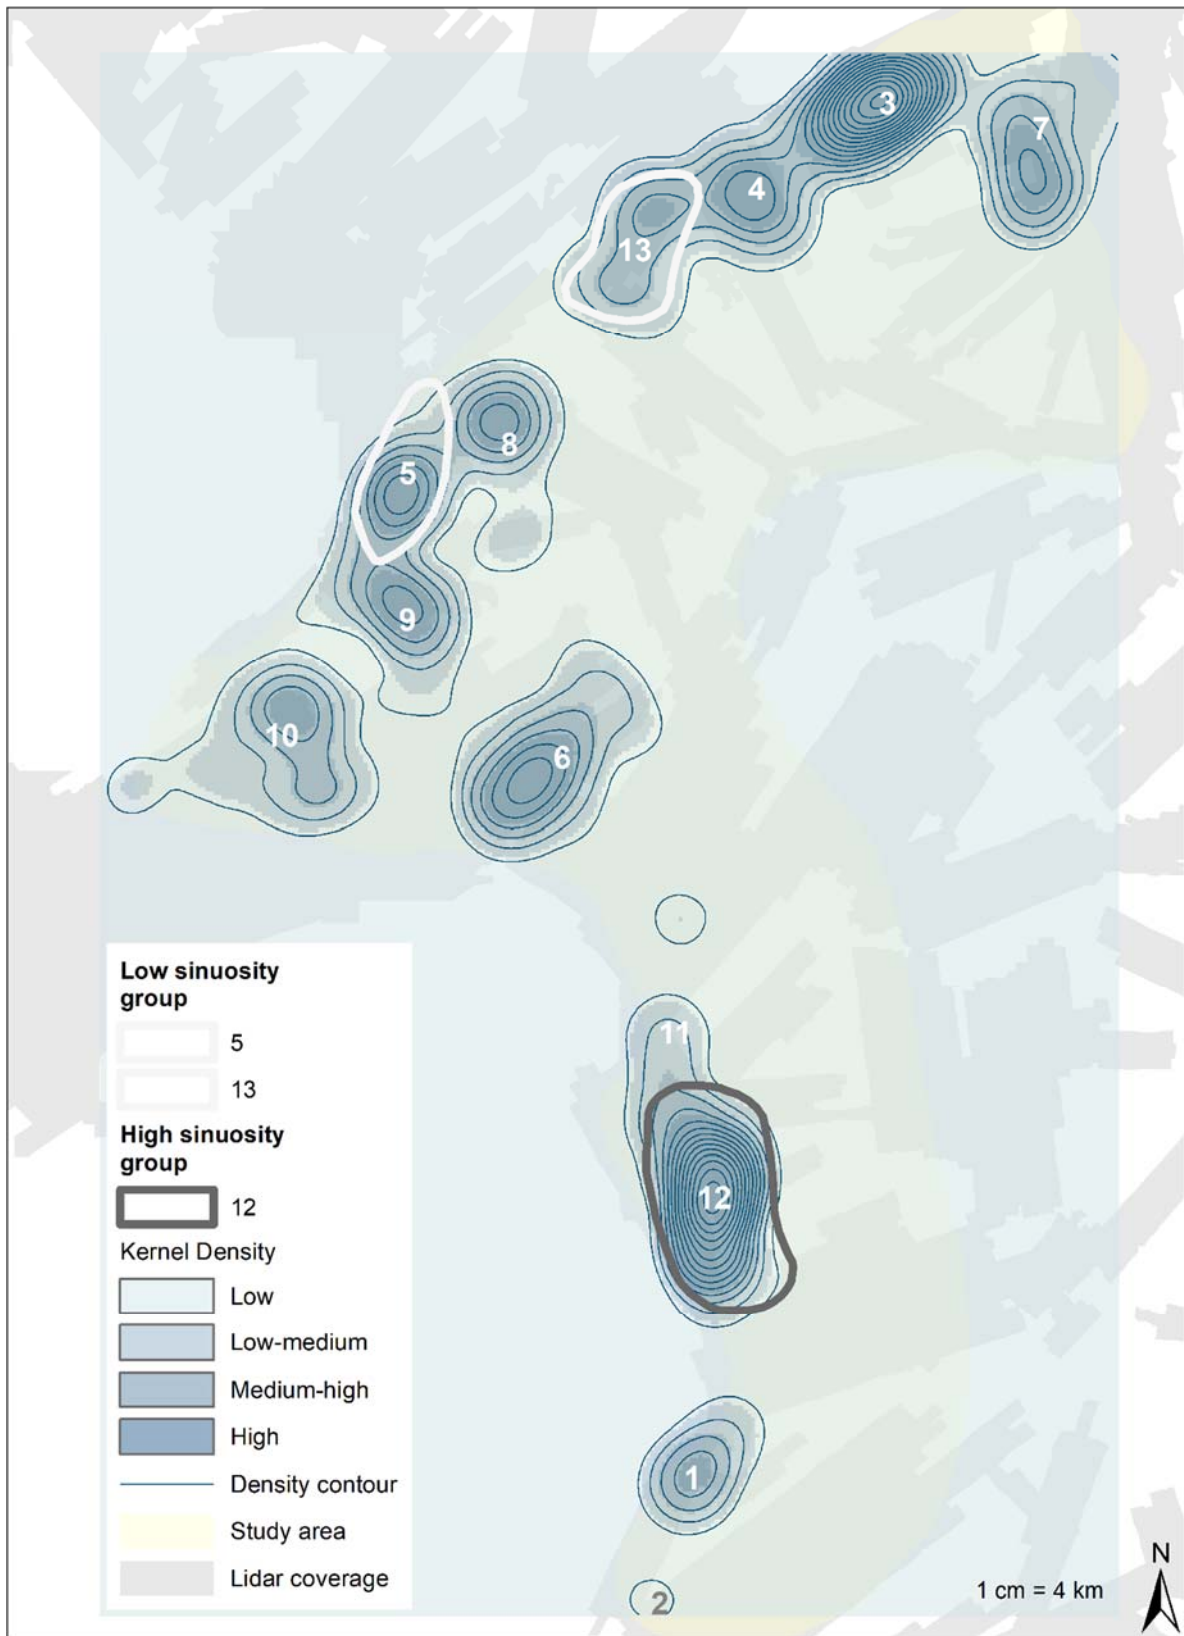 3
7
4
13
8
5
9
10
6
11
12
1
2
Low sinuosity
group
5
13
High sinuosity
group
12
Kernel Density
Low
Low-medium
Medium-high
High
Density contour
Study area
Lidar coverage
N
1 cm = 4 km